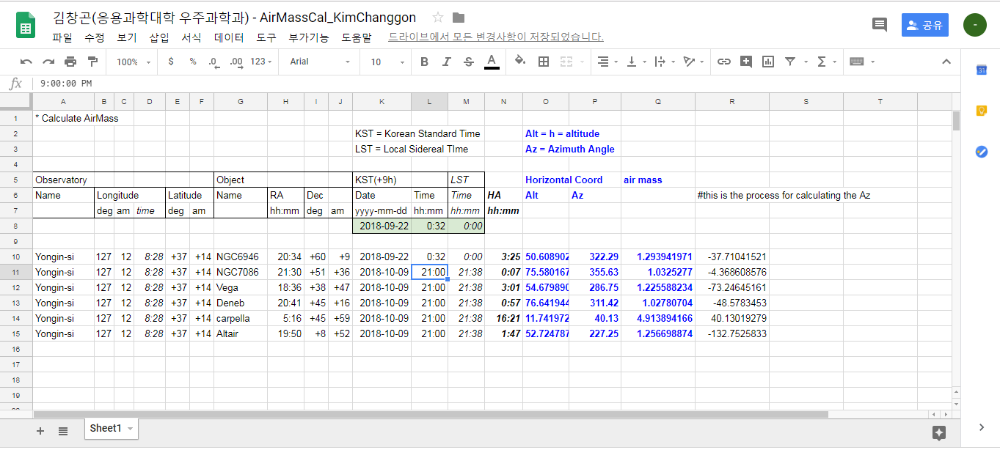 김창곤(응용과학대학 우주과학과) - AirMassCal_KimChanggon
파일 수정 보기 삽입 서식 데이터 도구 부가기능 도움말 드라이브에서 모든 변경사항이 저장되었습니다.
공유
-
100% $ % .0 .00 123 Arial 10 B I S A
31
fx 9:00:00 PM
A B C D E F G H I J K L M N O P Q R S T
1 * Calculate AirMass
2 KST = Korean Standard Time Alt = h = altitude
3 LST = Local Sidereal TIme Az = Azimuth Angle
4
5 Observatory Object KST(+9h) LST Horizontal Coord air mass
6 Name Longitude Latitude Name RA Dec Date Time Time HA Alt Az #this is the process for calculating the Az
7 deg am time deg am hh:mm deg am yyyy-mm-dd hh:mm hh:mm hh:mm
8 2018-09-22 0:32 0:00
9
10 Yongin-si 127 12 8:28 +37 +14 NGC6946 20:34 +60 +9 2018-09-22 0:32 0:00 3:25 50.608902 322.29 1.293941971 -37.71041521
11 Yongin-si 127 12 8:28 +37 +14 NGC7086 21:30 +51 +36 2018-10-09 21:00 21:38 0:07 75.580167 355.63 1.0325277 -4.368608576
12 Yongin-si 127 12 8:28 +37 +14 Vega 18:36 +38 +47 2018-10-09 21:00 21:38 3:01 54.679890 286.75 1.225588234 -73.24645161
13 Yongin-si 127 12 8:28 +37 +14 Deneb 20:41 +45 +16 2018-10-09 21:00 21:38 0:57 76.641944 311.42 1.02780704 -48.5783453
14 Yongin-si 127 12 8:28 +37 +14 carpella 5:16 +45 +59 2018-10-09 21:00 21:38 16:21 11.741972 40.13 4.913894166 40.13019279
15 Yongin-si 127 12 8:28 +37 +14 Altair 19:50 +8 +52 2018-10-09 21:00 21:38 1:47 52.724787 227.25 1.256698874 -132.7525833
16
17
18
19
Sheet1